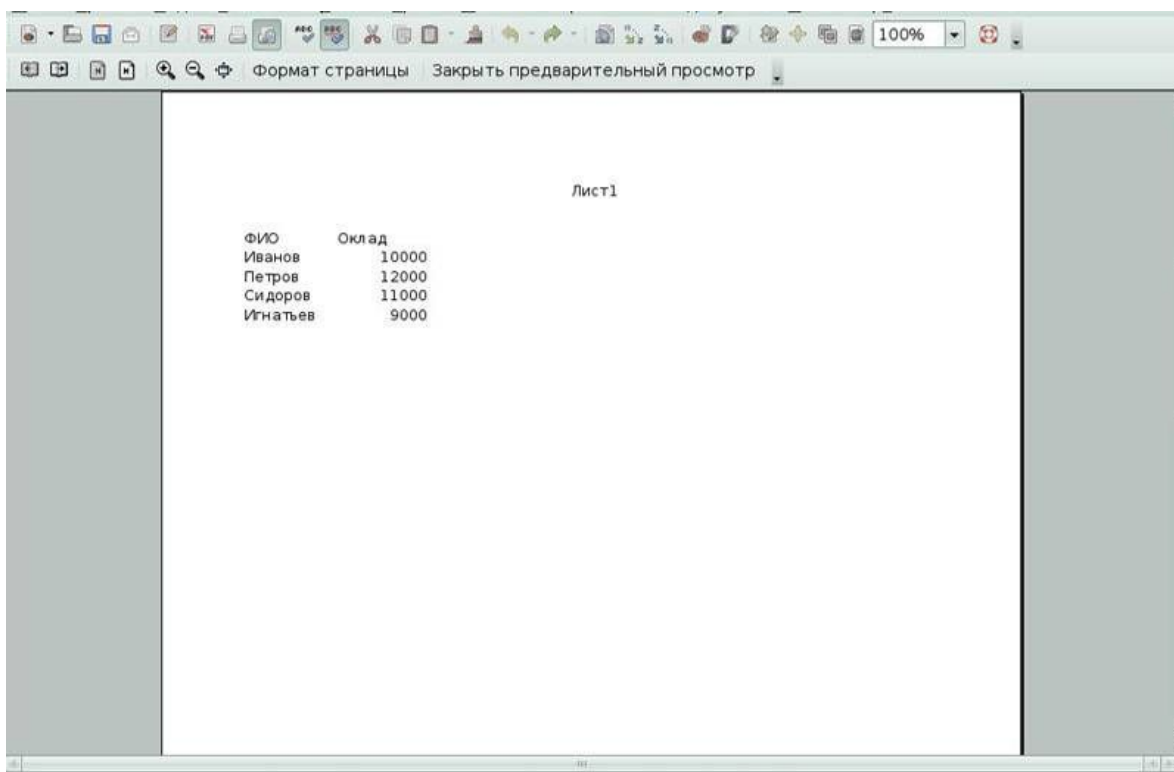 100%
Формат страницы Закрыть предварительный просмотр
Лист1
ФИО Оклад
Иванов 10000
Петров 12000
Сидоров 11000
Игнатьев 9000